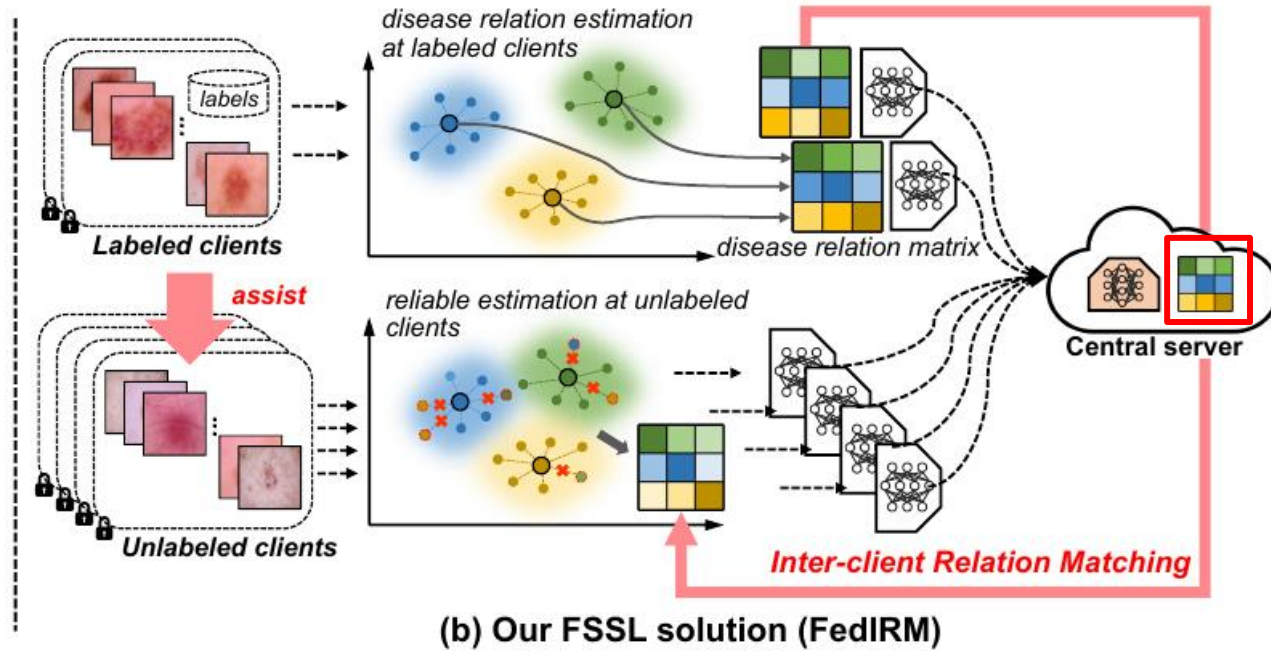 disease relation estimation
at labeled clients
labels
Labeled clients
disease relation matrix
assist
reliable estimation at unlabeled
clients
Central server
Unlabeled clients
Inter-client Relation Matching
(b) Our FSSL solution (FedIRM)